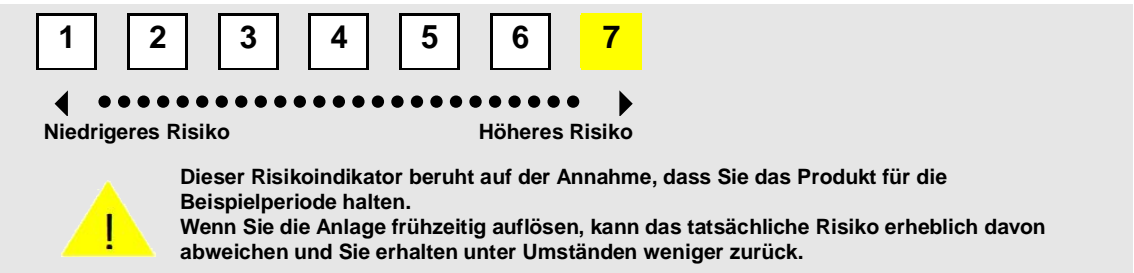 1 2 3 4 5 6 7
Niedrigeres Risiko Höheres Risiko
Dieser Risikoindikator beruht auf der Annahme, dass Sie das Produkt für die
Beispielperiode halten.
Wenn Sie die Anlage frühzeitig auflösen, kann das tatsächliche Risiko erheblich davon
abweichen und Sie erhalten unter Umständen weniger zurück.
!